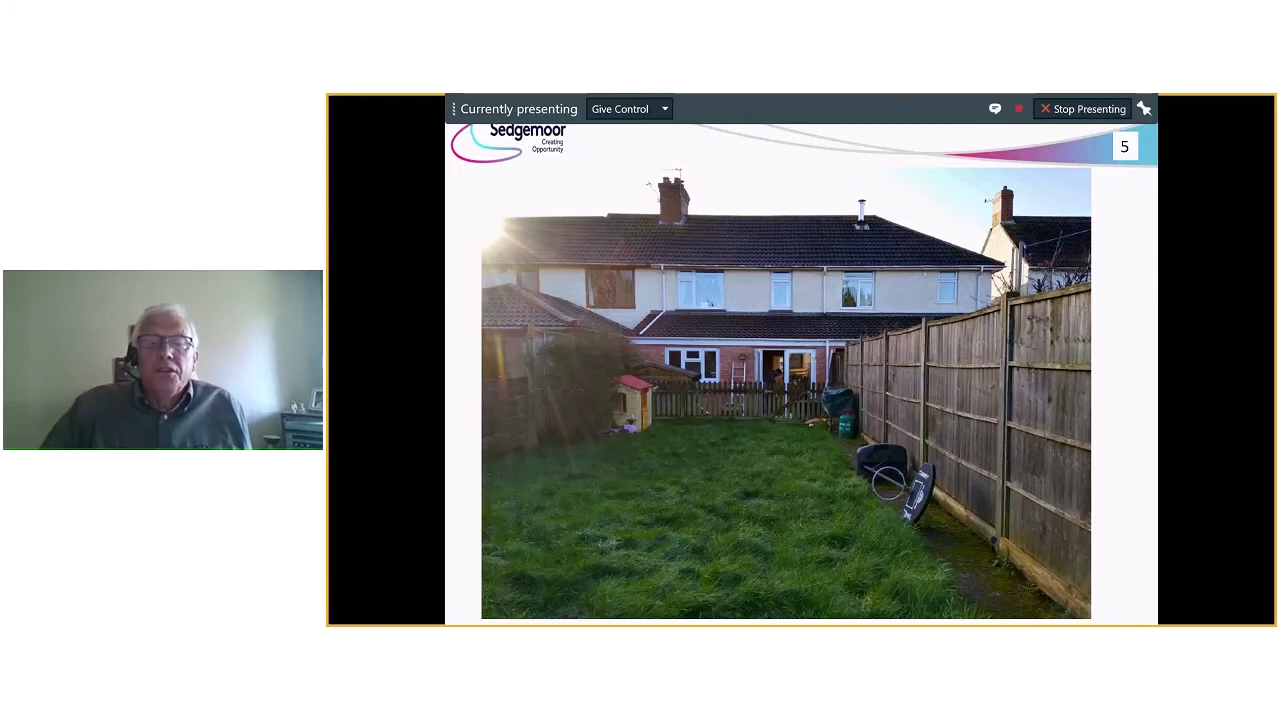 Currently presenting
Give Control
Stop Presenting
Sedgemoor
Creating
Opportunity
5